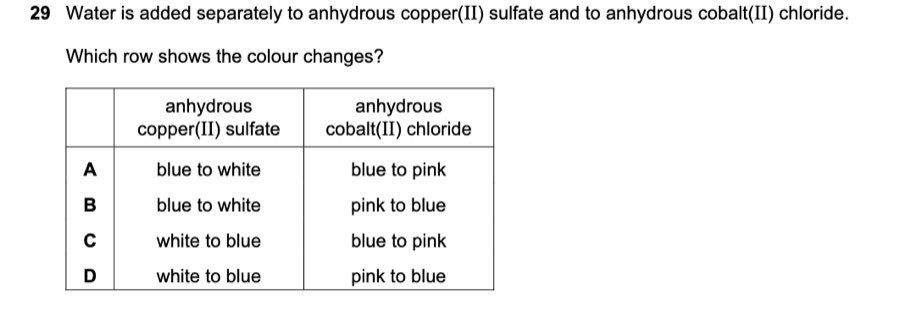 29 Water is added separately to anhydrous copper(II) sulfate and to anhydrous cobalt(II) chloride.
Which row shows the colour changes?
anhydrous copper(II) sulfate anhydrous cobalt(II) chloride
A blue to white blue to pink
B blue to white pink to blue
C white to blue blue to pink
D white to blue pink to blue